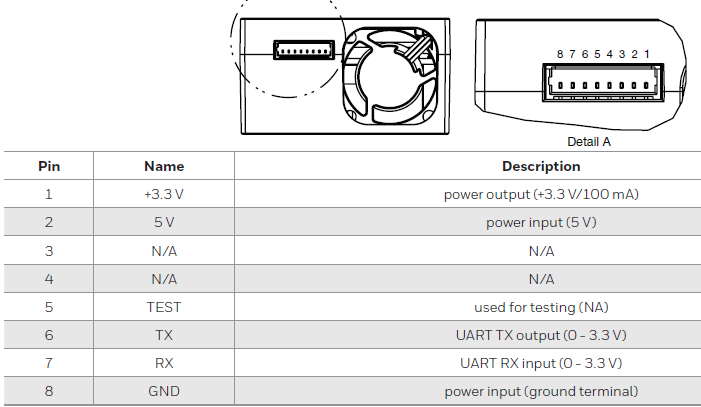 8 7 6 5 4 3 2 1
Detail A
Pin Name Description
1 +3.3 V power output (+3.3 V/100 mA)
2 5 V power input (5 V)
3 N/A N/A
4 N/A N/A
5 TEST used for testing (NA)
6 TX UART TX output (0 - 3.3 V)
7 RX UART RX input (0 - 3.3 V)
8 GND power input (ground terminal)